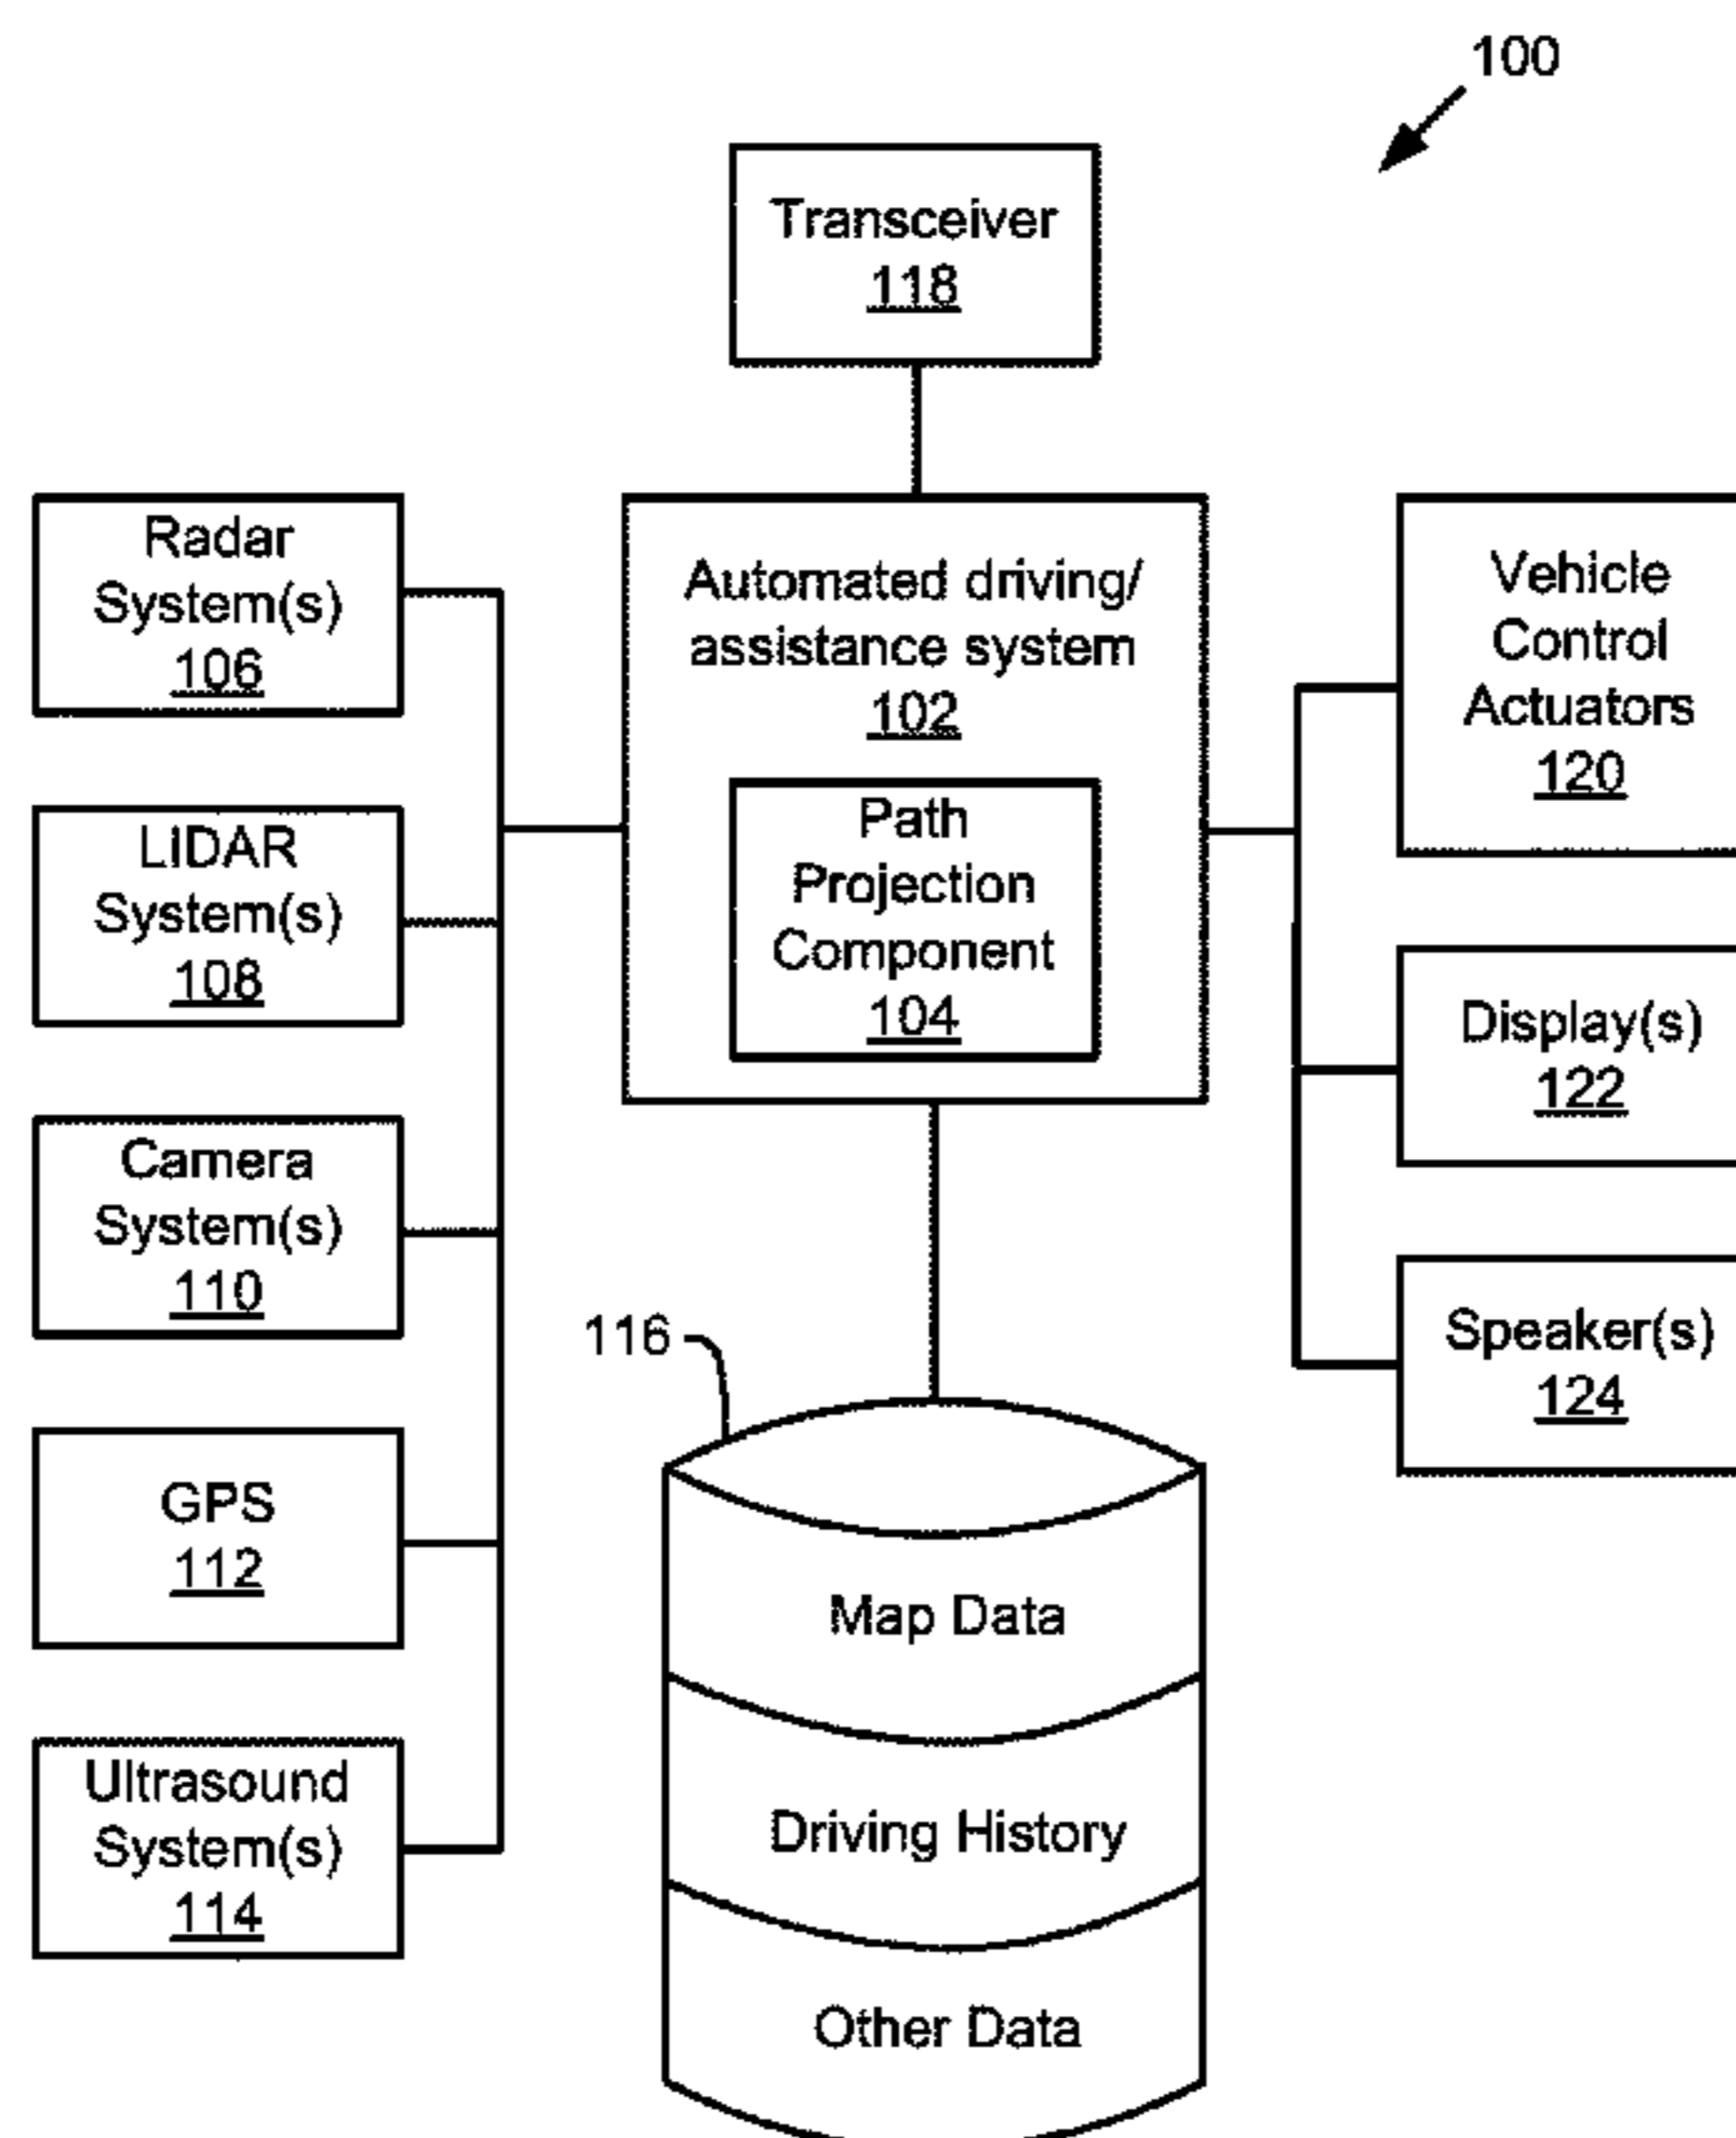 100
Transceiver
118
Radar
System(s)
106
LIDAR
System(s)
108
Camera
System(s)
110
GPS
112
Ultrasound
System(s)
114
Automated driving/
assistance system
102
Path
Projection
Component
104
Vehicle
Control
Actuators
120
Display(s)
122
Speaker(s)
124
116
Map Data
Driving History
Other Data